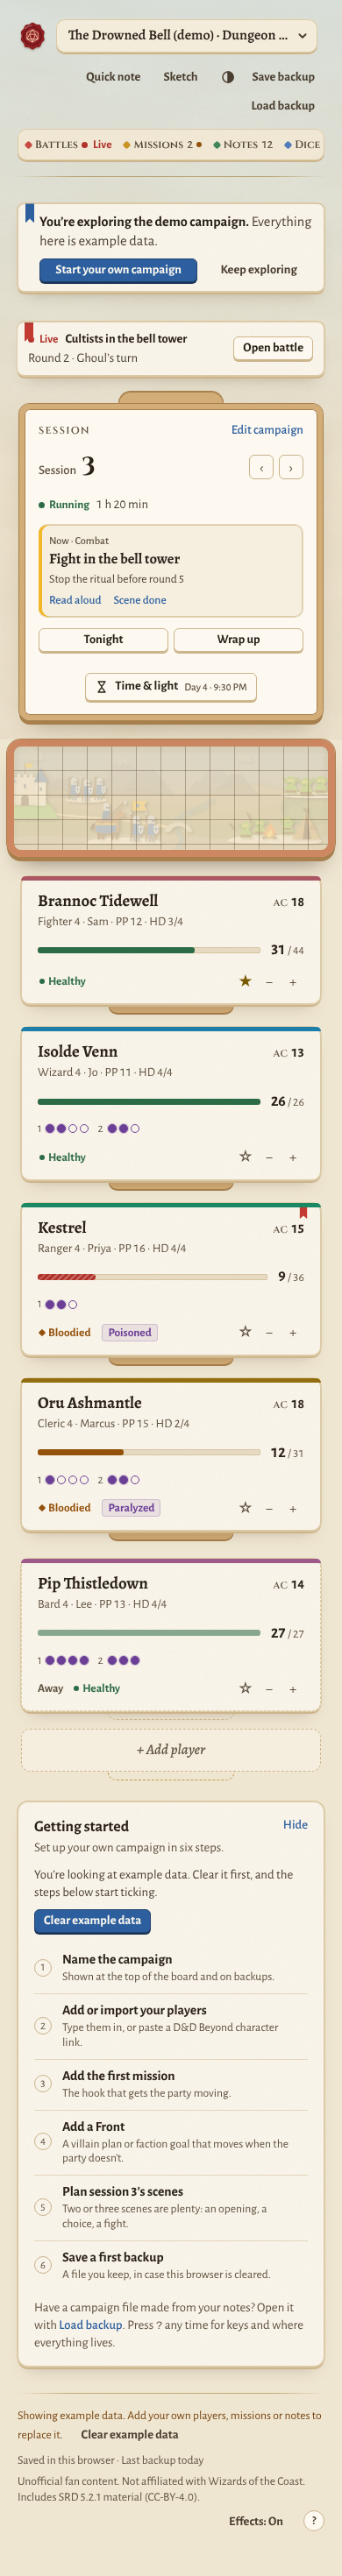 The Drowned Bell (demo) · Dungeon ...
Quick note Sketch Save backup
Load backup
Battles Live Missions 2 Notes 12 Dice
You're exploring the demo campaign. Everything
here is example data.
Start your own campaign Keep exploring
Live Cultists in the bell tower
Round 2 · Ghoul's turn
Open battle
SESSION Edit campaign
Session 3 ‹ ›
Running 1 h 20 min
Now · Combat
Fight in the bell tower
Stop the ritual before round 5
Read aloud Scene done
Tonight Wrap up
Time & light Day 4 · 9:30 PM
Brannoc Tidewell AC 18
Fighter 4 · Sam · PP 12 · HD 3/4
31 / 44
Healthy ★ − +
Isolde Venn AC 13
Wizard 4 · Jo · PP 11 · HD 4/4
26 / 26
1 2
Healthy ☆ − +
Kestrel AC 15
Ranger 4 · Priya · PP 16 · HD 4/4
9 / 36
1
Bloodied Poisoned ☆ − +
Oru Ashmantle AC 18
Cleric 4 · Marcus · PP 15 · HD 2/4
12 / 31
1 2
Bloodied Paralyzed ☆ − +
Pip Thistledown AC 14
Bard 4 · Lee · PP 13 · HD 4/4
27 / 27
1 2
Away Healthy ☆ − +
+ Add player
Getting started Hide
Set up your own campaign in six steps.
You're looking at example data. Clear it first, and the
steps below start ticking.
Clear example data
1 Name the campaign
Shown at the top of the board and on backups.
2 Add or import your players
Type them in, or paste a D&D Beyond character
link.
3 Add the first mission
The hook that gets the party moving.
4 Add a Front
A villain plan or faction goal that moves when the
party doesn't.
5 Plan session 3's scenes
Two or three scenes are plenty: an opening, a
choice, a fight.
6 Save a first backup
A file you keep, in case this browser is cleared.
Have a campaign file made from your notes? Open it
with Load backup. Press ? any time for keys and where
everything lives.
Showing example data. Add your own players, missions or notes to
replace it. Clear example data
Saved in this browser · Last backup today
Unofficial fan content. Not affiliated with Wizards of the Coast.
Includes SRD 5.2.1 material (CC-BY-4.0).
Effects: On ?